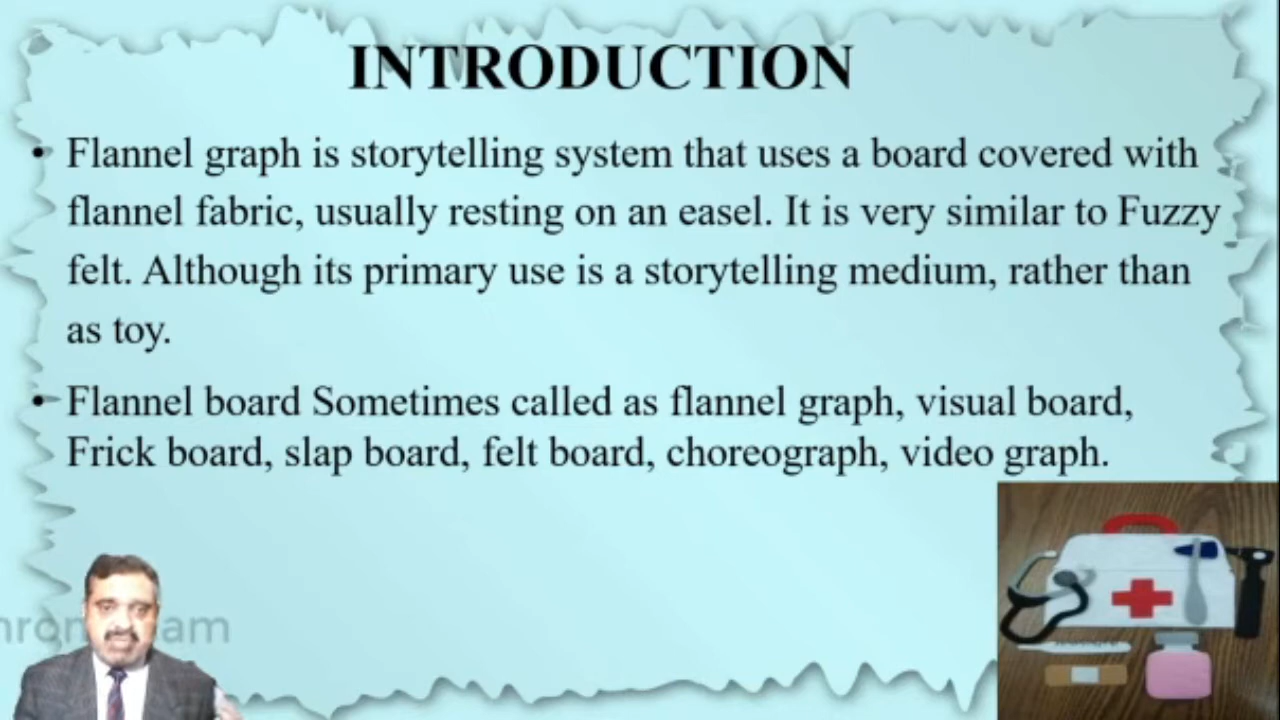 INTRODUCTION
• Flannel graph is storytelling system that uses a board covered with
flannel fabric, usually resting on an easel. It is very similar to Fuzzy
felt. Although its primary use is a storytelling medium, rather than
as toy.
• Flannel board Sometimes called as flannel graph, visual board,
Frick board, slap board, felt board, choreograph, video graph.